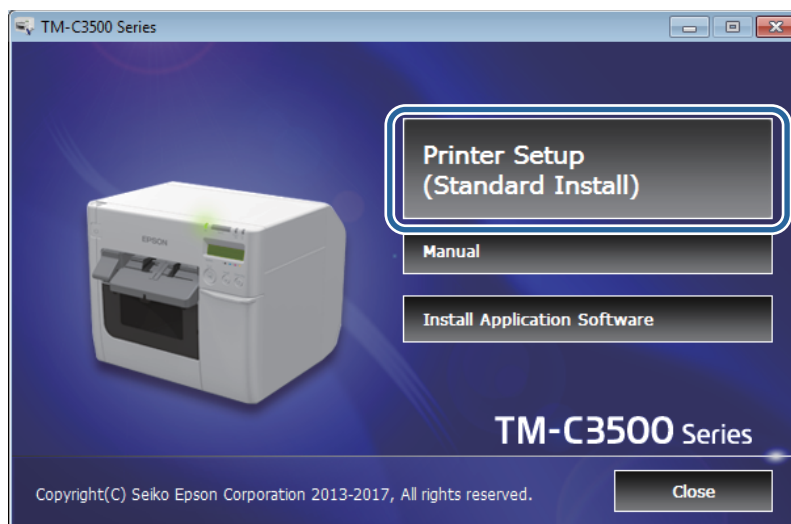 TM-C3500 Series
Printer Setup
(Standard Install)
EPSON
Manual
Install Application Software
TM-C3500 Series
Copyright(C) Seiko Epson Corporation 2013-2017, All rights reserved.
Close